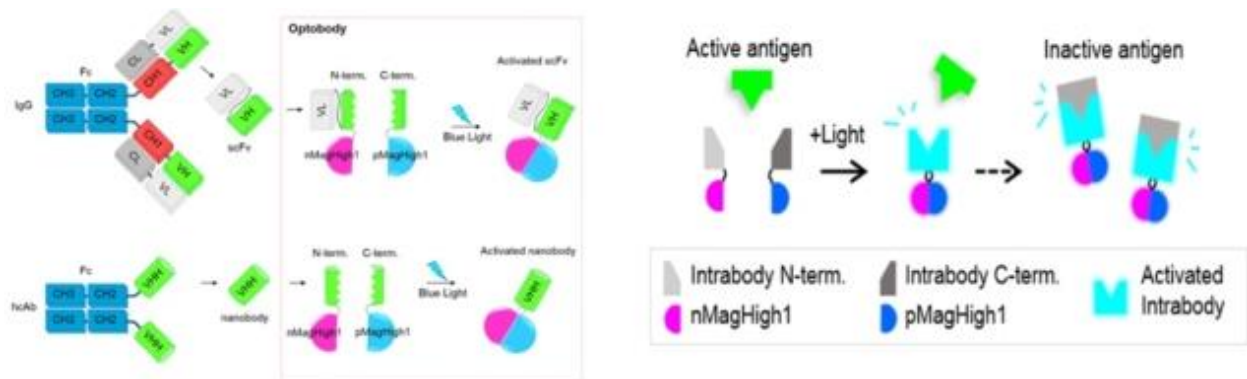 Optobody
VL
VH
CL
CH1
Fc
CH3 CH2
IgG
CH3 CH2
CH1
VH
CL
VL
VL
VH
scFv
N-term. C-term.
VL
nMagHigh1 pMagHigh1
Blue Light
Activated scFv
VL
VH
Fc
CH3 CH2
VHH
hcAb
CH3 CH2
VHH
VHH
nanobody
N-term. C-term.
nMagHigh1 pMagHigh1
Blue Light
Activated nanobody
VHH
Active antigen
Inactive antigen
+Light
Intrabody N-term.
Intrabody C-term.
Activated
Intrabody
nMagHigh1
pMagHigh1